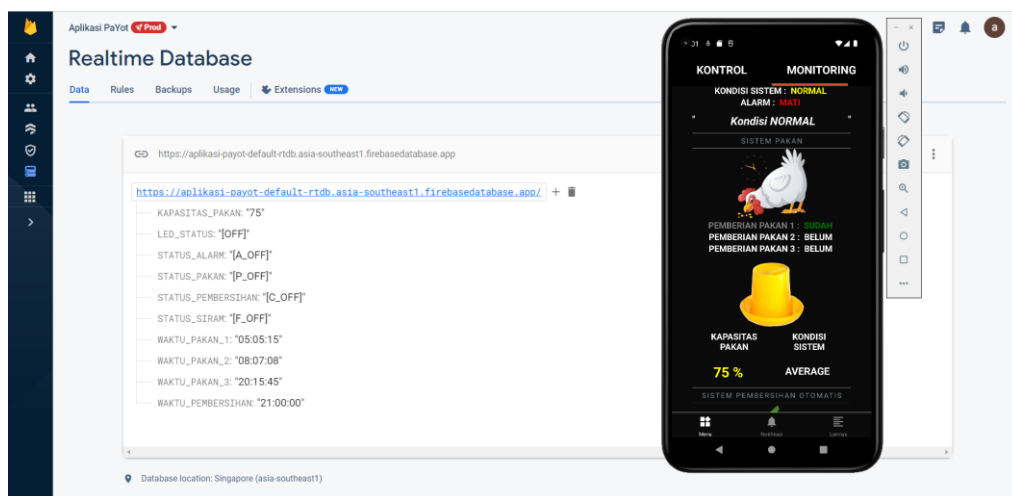 Aplikasi PaYot Prod
Realtime Database
Data Rules Backups Usage Extensions NEW
https://aplikasi-payot-default-rtdb.asia-southeast1.firebasedatabase.app
https://aplikasi-payot-default-rtdb.asia-southeast1.firebasedatabase.app/
KAPASITAS_PAKAN: "75"
LED_STATUS: "[OFF]"
STATUS_ALARM: "[A_OFF]"
STATUS_PAKAN: "[P_OFF]"
STATUS_PEMBERSIHAN: "[C_OFF]"
STATUS_SIRAM: "[F_OFF]"
WAKTU_PAKAN_1: "05:05:15"
WAKTU_PAKAN_2: "08:07:08"
WAKTU_PAKAN_3: "20:15:45"
WAKTU_PEMBERSIHAN: "21:00:00"
Database location: Singapore (asia-southeast1)
KONTROL MONITORING
KONDISI SISTEM : NORMAL
ALARM : MATI
" Kondisi NORMAL "
SISTEM PAKAN
PEMBERIAN PAKAN 1 : SUDAH
PEMBERIAN PAKAN 2 : BELUM
PEMBERIAN PAKAN 3 : BELUM
KAPASITAS PAKAN
KONDISI SISTEM
75 % AVERAGE
SISTEM PEMBERSIHAN OTOMATIS
Menu Notifikasi Lainnya
a